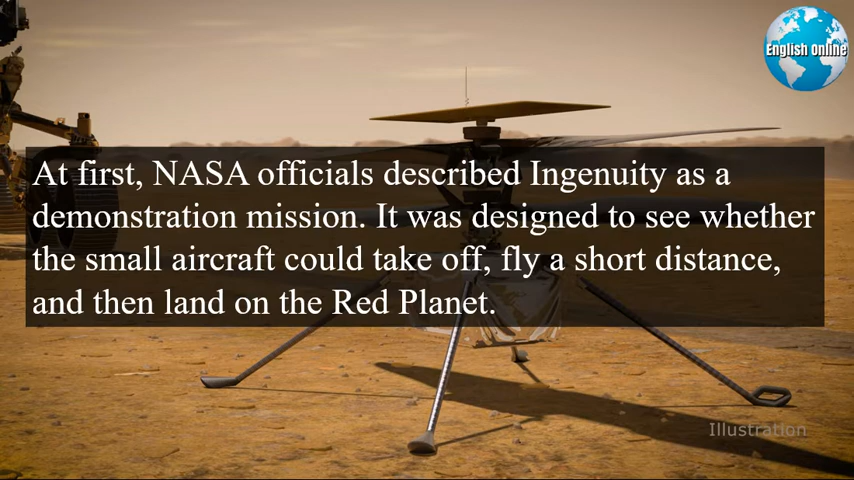 English Online
At first, NASA officials described Ingenuity as a
demonstration mission. It was designed to see whether
the small aircraft could take off, fly a short distance,
and then land on the Red Planet.
Illustration